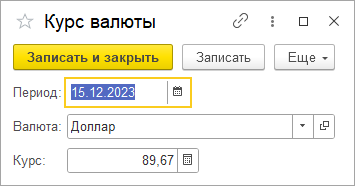 Курс валюты
Записать и закрыть Записать Еще
Период: 15.12.2023
Валюта: Доллар
Курс: 89,67